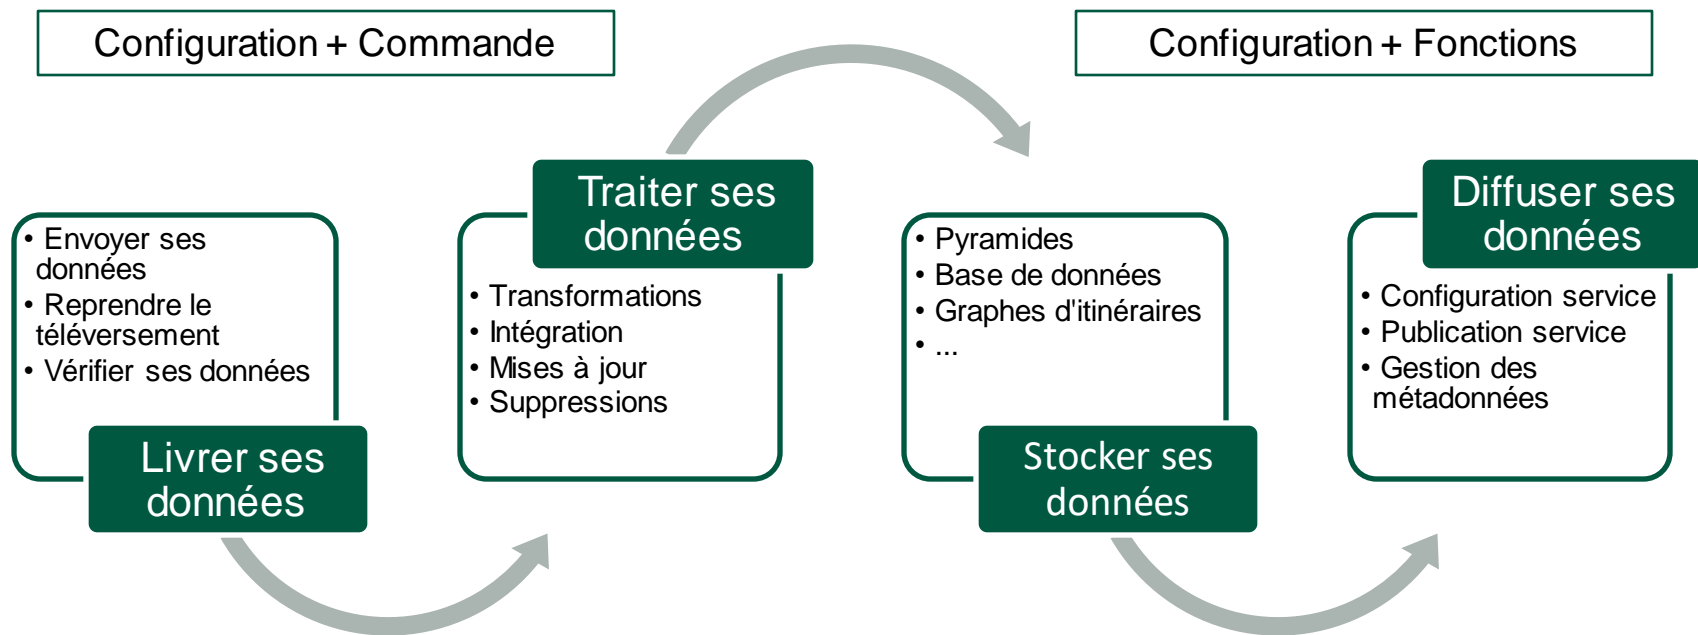 Configuration + Commande
Configuration + Fonctions
• Envoyer ses
données
• Reprendre le
téléversement
• Vérifier ses données
Livrer ses
données
Traiter ses
données
• Transformations
• Intégration
• Mises à jour
• Suppressions
• Pyramides
• Base de données
• Graphes d'itinéraires
• ...
Stocker ses
données
Diffuser ses
données
• Configuration service
• Publication service
• Gestion des
métadonnées